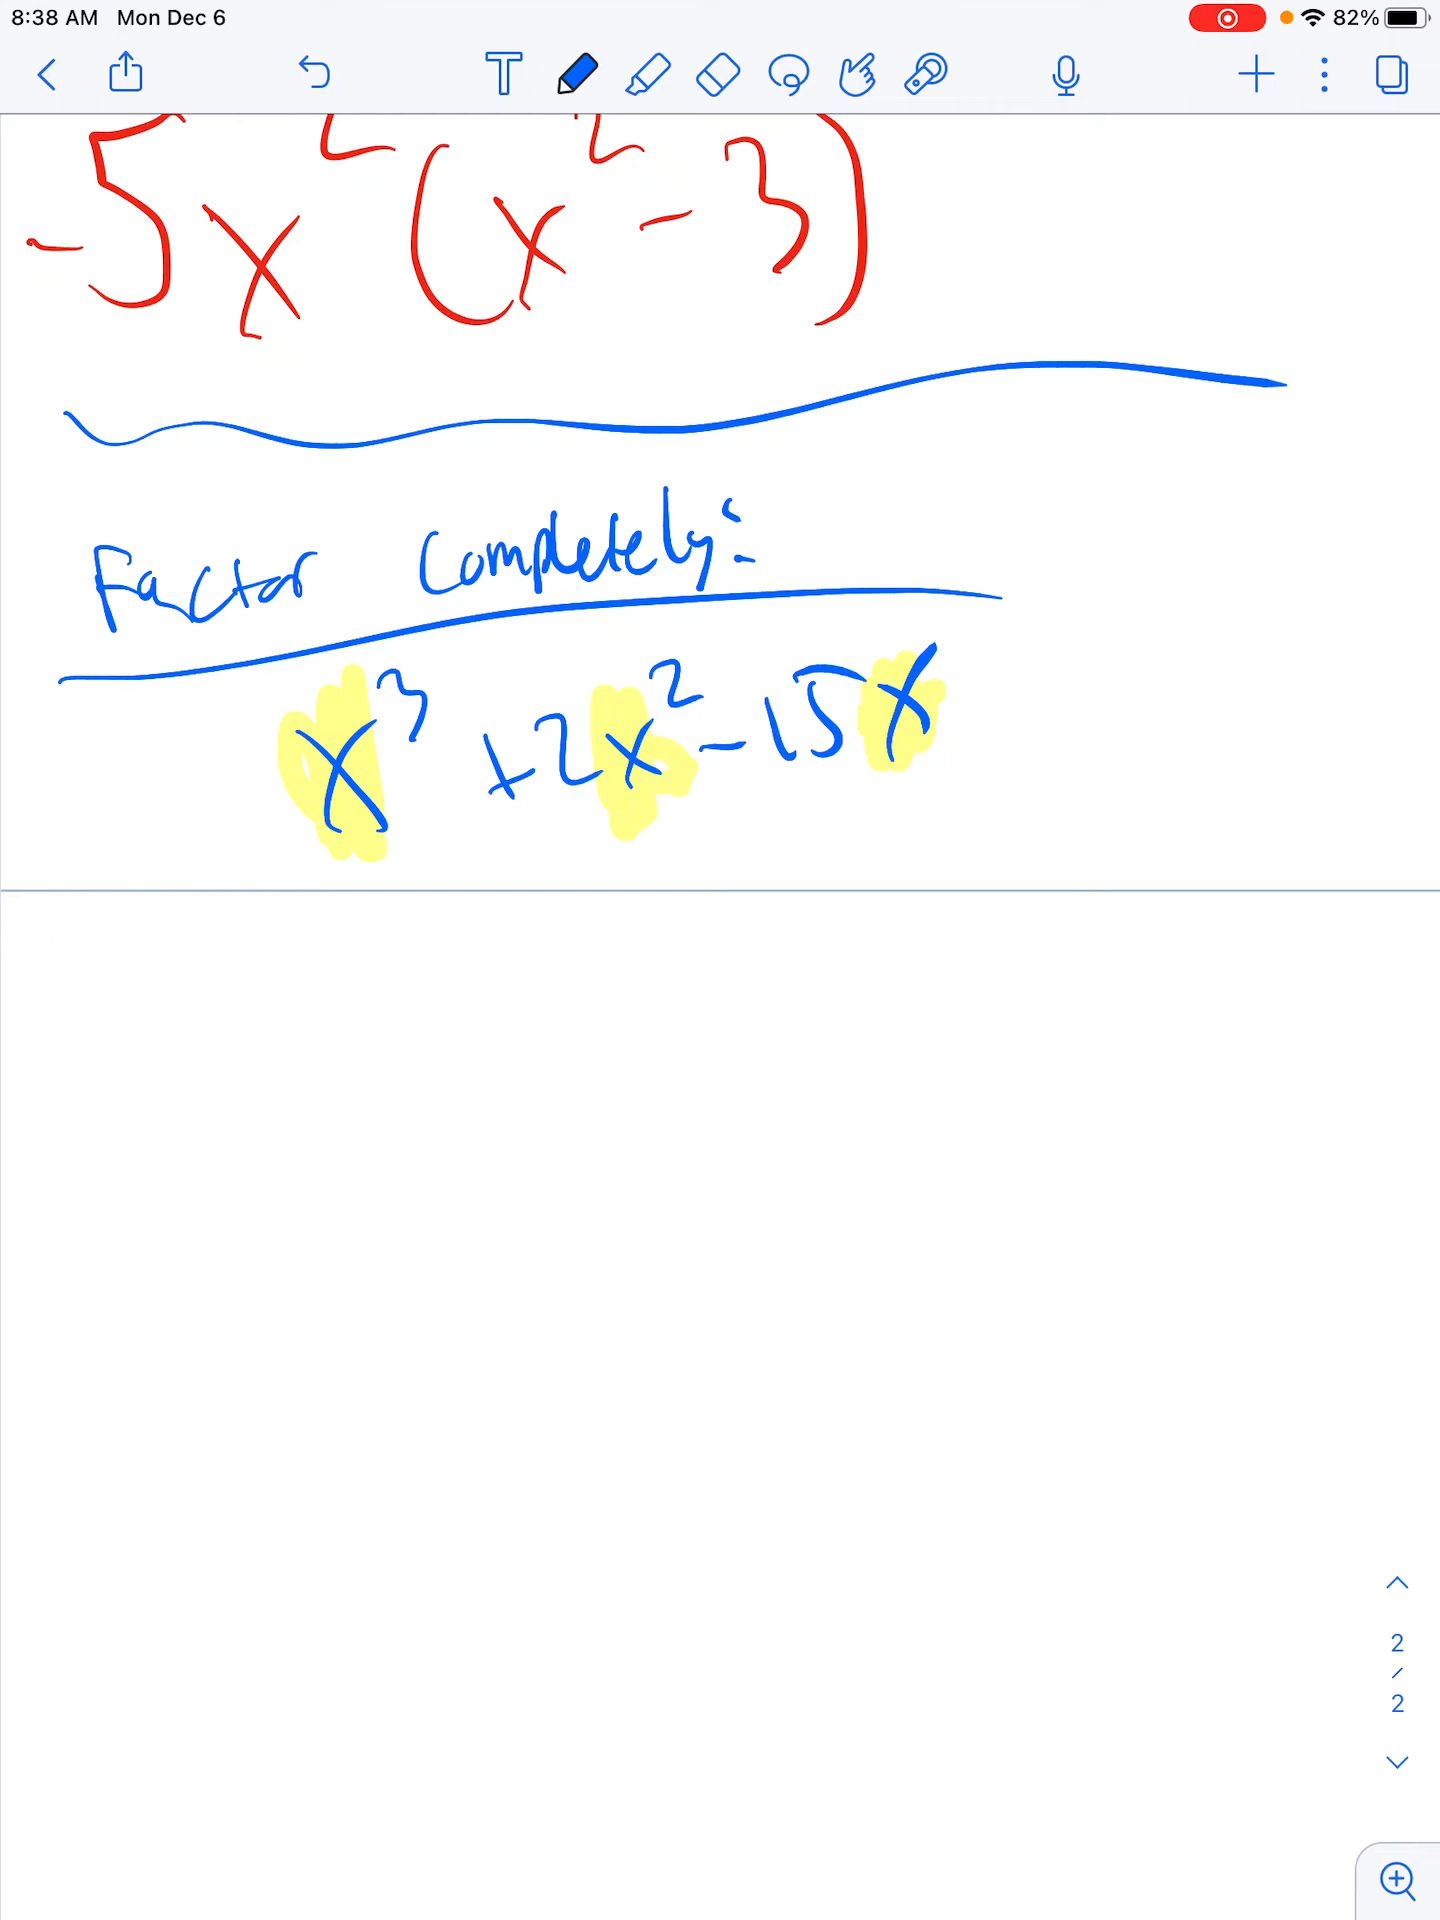 8:38 AM Mon Dec 6 82%
T
-5x²(x²-3)
Factor Completely:
x³+2x²-15x
2
/
2